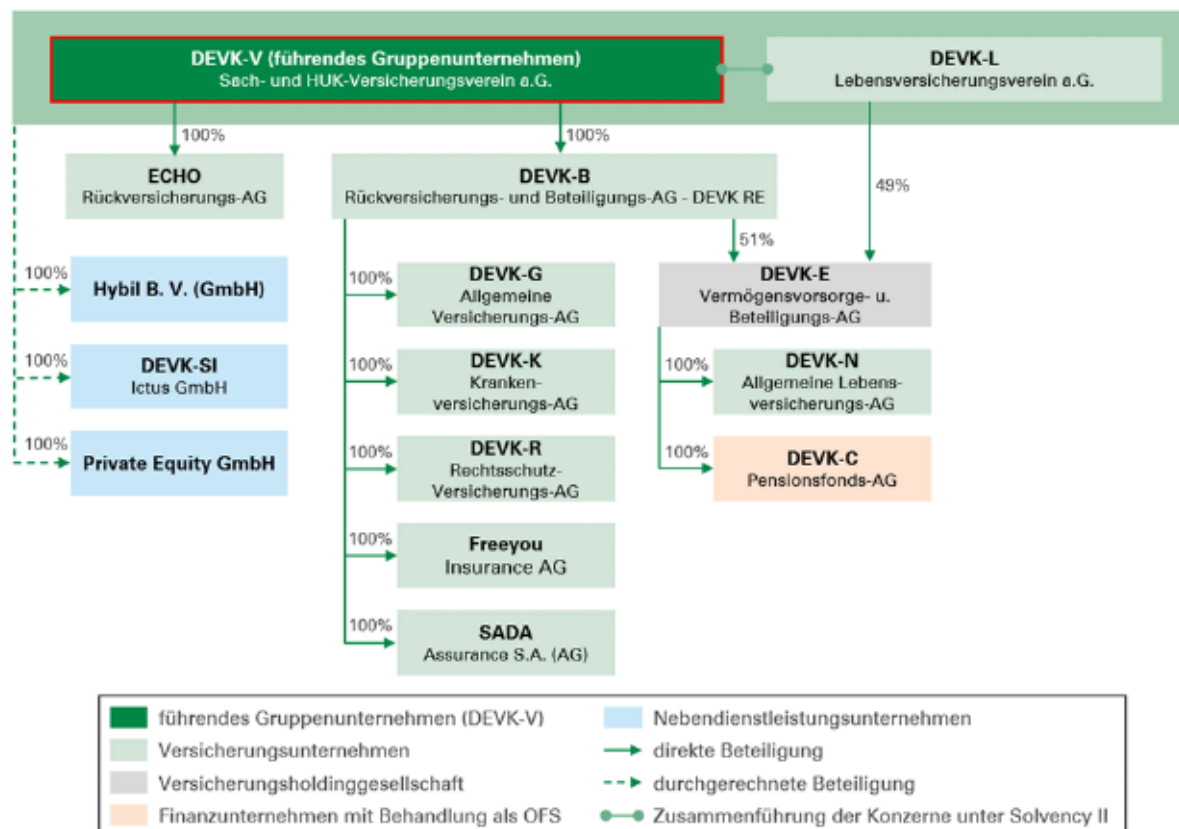 DEVK-V (führendes Gruppenunternehmen)
Sach- und HUK-Versicherungsverein a.G.
DEVK-L
Lebensversicherungsverein a.G.
100%
100%
49%
ECHO
Rückversicherungs-AG
DEVK-B
Rückversicherungs- und Beteiligungs-AG - DEVK RE
51%
100%
Hybil B. V. (GmbH)
100%
DEVK-SI
Ictus GmbH
100%
Private Equity GmbH
100%
DEVK-G
Allgemeine
Versicherungs-AG
100%
DEVK-K
Kranken-
versicherungs-AG
100%
DEVK-R
Rechtsschutz-
Versicherungs-AG
100%
Freeyou
Insurance AG
100%
SADA
Assurance S.A. (AG)
DEVK-E
Vermögensvorsorge- u.
Beteiligungs-AG
100%
DEVK-N
Allgemeine Lebens-
versicherungs-AG
100%
DEVK-C
Pensionsfonds-AG
führendes Gruppenunternehmen (DEVK-V)
Versicherungsunternehmen
Versicherungsholdinggesellschaft
Finanzunternehmen mit Behandlung als OFS
Nebendienstleistungsunternehmen
direkte Beteiligung
durchgerechnete Beteiligung
Zusammenführung der Konzerne unter Solvency II